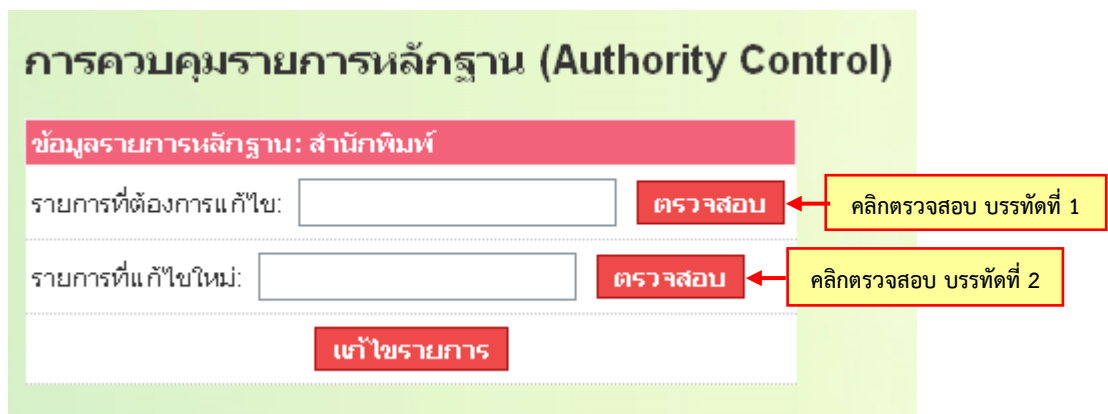 การควบคุมรายการหลักฐาน (Authority Control)
ข้อมูลรายการหลักฐาน: สำนักพิมพ์
รายการที่ต้องการแก้ไข: ตรวจสอบ คลิกตรวจสอบ บรรทัดที่ 1
รายการที่แก้ไขใหม่: ตรวจสอบ คลิกตรวจสอบ บรรทัดที่ 2
แก้ไขรายการ